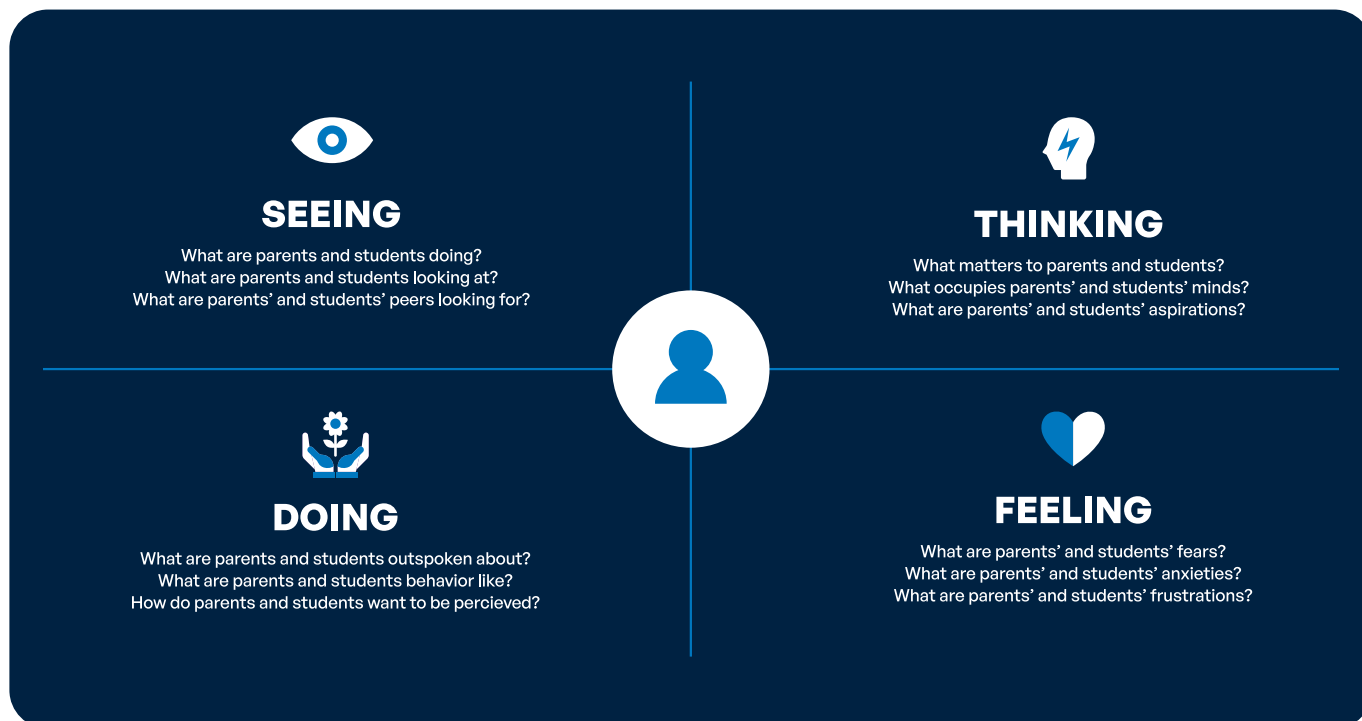 SEEING
What are parents and students doing?
What are parents and students looking at?
What are parents’ and students’ peers looking for?
THINKING
What matters to parents and students?
What occupies parents’ and students’ minds?
What are parents’ and students’ aspirations?
DOING
What are parents and students outspoken about?
What are parents and students behavior like?
How do parents and students want to be percieved?
FEELING
What are parents’ and students’ fears?
What are parents’ and students’ anxieties?
What are parents’ and students’ frustrations?